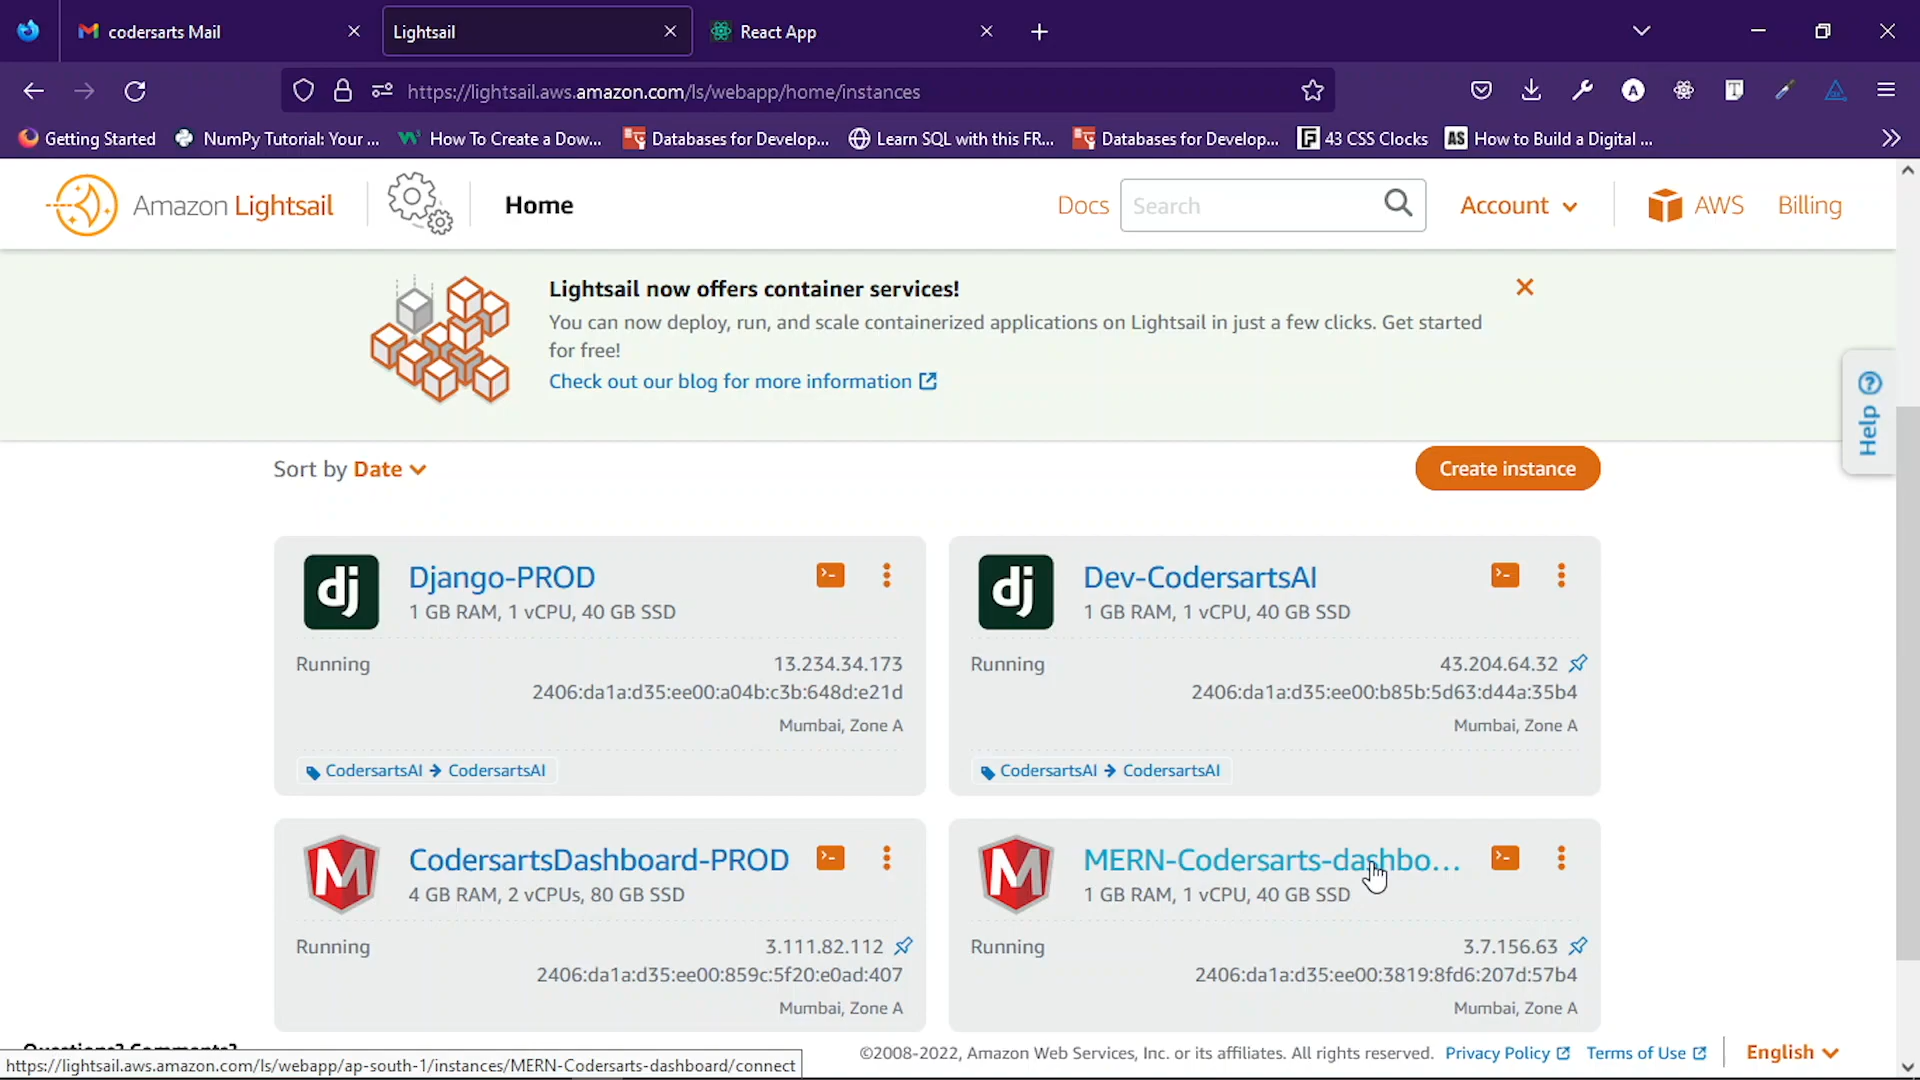 codersarts Mail
Lightsail
React App
https://lightsail.aws.amazon.com/ls/webapp/home/instances
Getting Started
NumPy Tutorial: Your ...
How To Create a Dow...
Databases for Develop...
Learn SQL with this FR...
Databases for Develop...
43 CSS Clocks
AS How to Build a Digital ...
Amazon Lightsail
Home
Docs
Search
Account
AWS
Billing
Lightsail now offers container services!
You can now deploy, run, and scale containerized applications on Lightsail in just a few clicks. Get started
for free!
Check out our blog for more information
Help
Sort by Date
Create instance
dj
Django-PROD
1 GB RAM, 1 vCPU, 40 GB SSD
Running
13.234.34.173
2406:da1a:d35:ee00:a04b:c3b:648d:e21d
Mumbai, Zone A
CodersartsAI → CodersartsAI
dj
Dev-CodersartsAI
1 GB RAM, 1 vCPU, 40 GB SSD
Running
43.204.64.32
2406:da1a:d35:ee00:b85b:5d63:d44a:35b4
Mumbai, Zone A
CodersartsAI → CodersartsAI
M
CodersartsDashboard-PROD
4 GB RAM, 2 vCPUs, 80 GB SSD
Running
3.111.82.112
2406:da1a:d35:ee00:859c:5f20:e0ad:407
Mumbai, Zone A
M
MERN-Codersarts-dashbo...
1 GB RAM, 1 vCPU, 40 GB SSD
Running
3.7.156.63
2406:da1a:d35:ee00:3819:8fd6:207d:57b4
Mumbai, Zone A
Questions? Comments?
https://lightsail.aws.amazon.com/ls/webapp/ap-south-1/instances/MERN-Codersarts-dashboard/connect
©2008-2022, Amazon Web Services, Inc. or its affiliates. All rights reserved.
Privacy Policy
Terms of Use
English